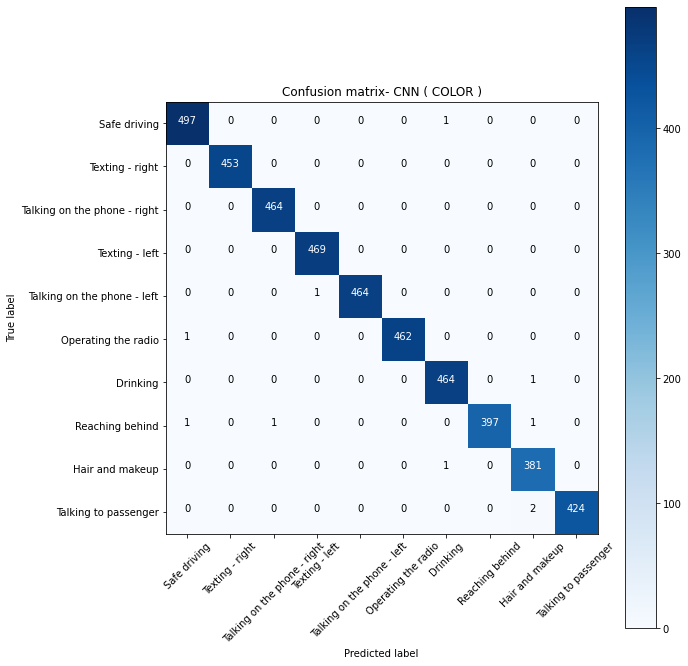 Confusion matrix- CNN ( COLOR )
True label
Safe driving 497 0 0 0 0 0 1 0 0 0
Texting - right 0 453 0 0 0 0 0 0 0 0
Talking on the phone - right 0 0 464 0 0 0 0 0 0 0
Texting - left 0 0 0 469 0 0 0 0 0 0
Talking on the phone - left 0 0 0 1 464 0 0 0 0 0
Operating the radio 1 0 0 0 0 462 0 0 0 0
Drinking 0 0 0 0 0 0 464 0 1 0
Reaching behind 1 0 1 0 0 0 0 397 1 0
Hair and makeup 0 0 0 0 0 0 1 0 381 0
Talking to passenger 0 0 0 0 0 0 0 0 2 424
Safe driving
Texting - right
Talking on the phone - right
Texting - left
Talking on the phone - left
Operating the radio
Drinking
Reaching behind
Hair and makeup
Talking to passenger
Predicted label
400
300
200
100
0